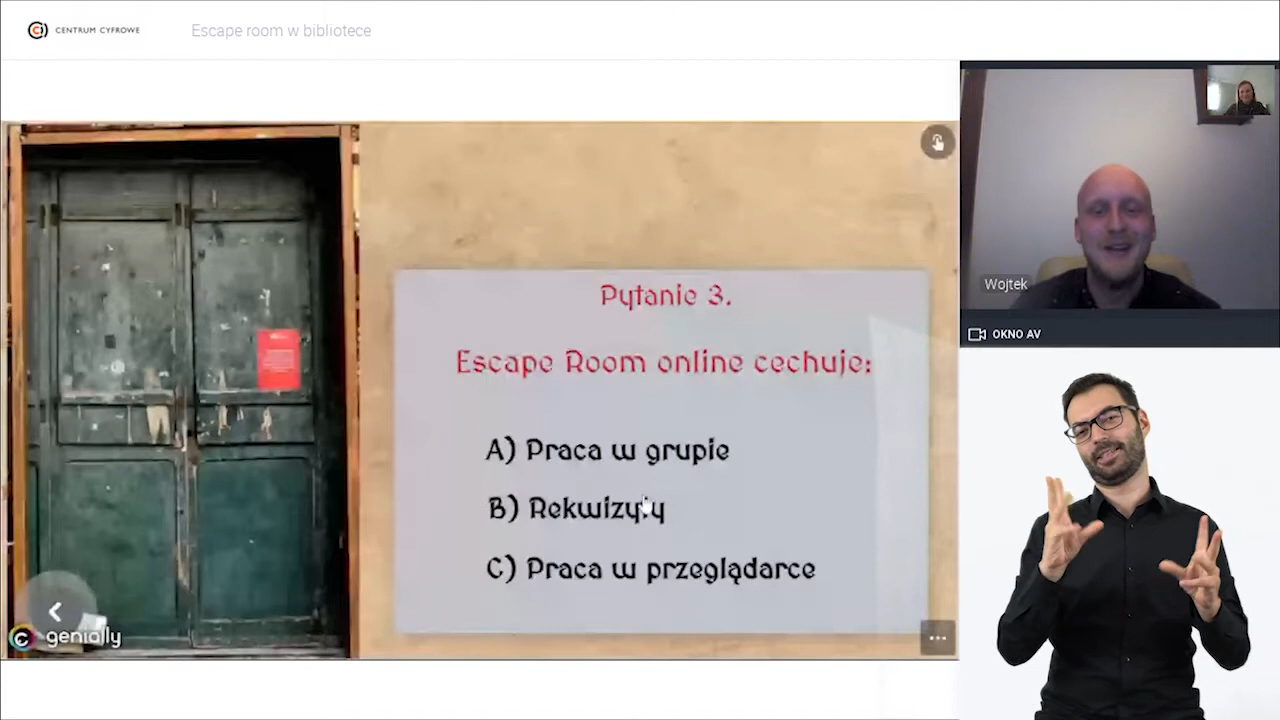 CENTRUM CYFROWE
Escape room w bibliotece
Pytanie 3.
Escape Room online cechuje:
A) Praca w grupie
B) Rekwizyty
C) Praca w przeglądarce
genially
Wojtek
OKNO AV